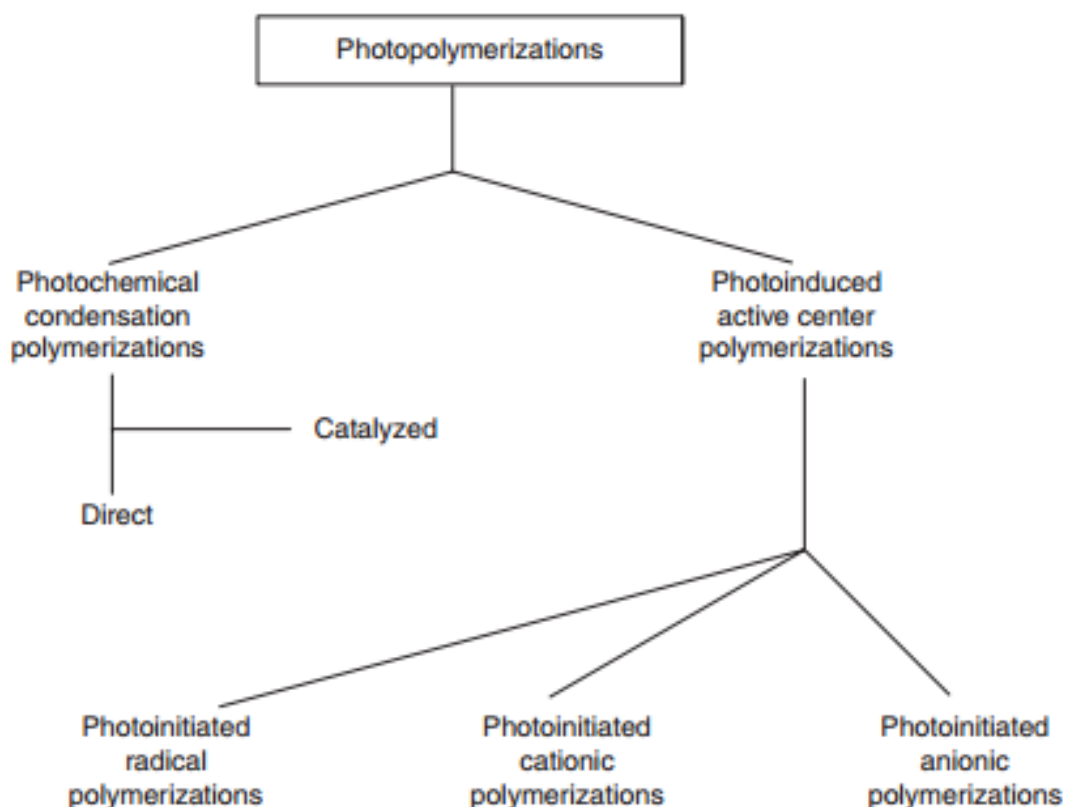 Photopolymerizations
Photochemical
condensation
polymerizations
Photoinduced
active center
polymerizations
Catalyzed
Direct
Photoinitiated
radical
polymerizations
Photoinitiated
cationic
polymerizations
Photoinitiated
anionic
polymerizations